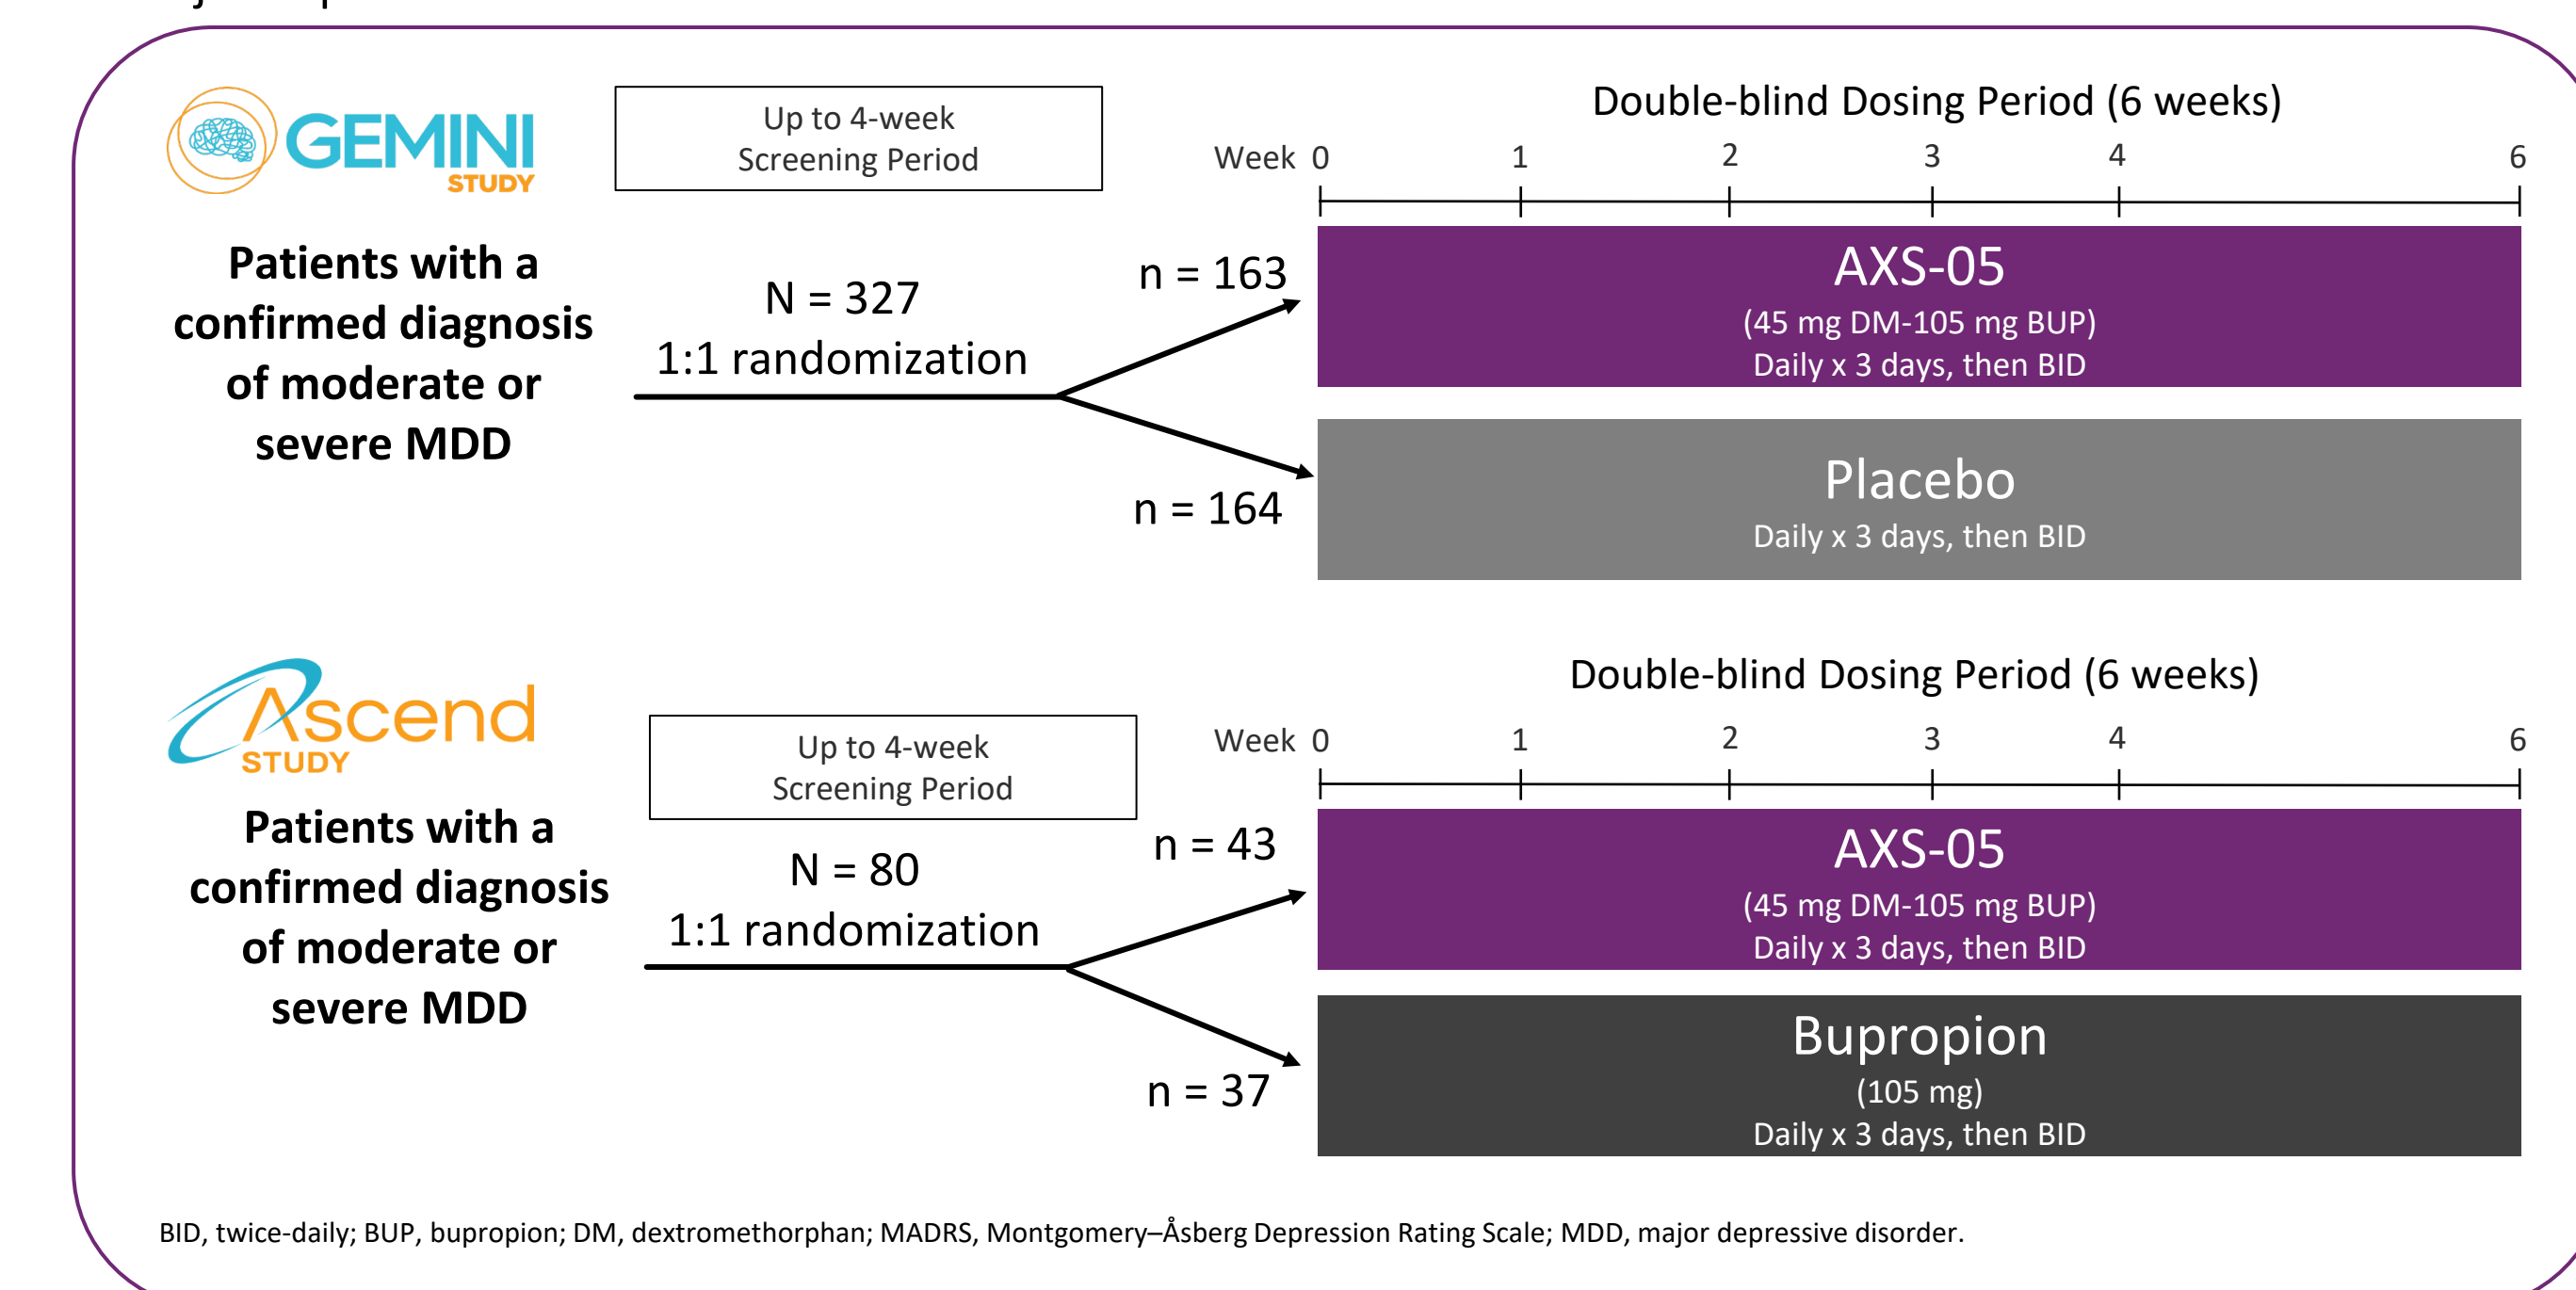 GEMINI
STUDY
Up to 4-week
Screening Period
Double-blind Dosing Period (6 weeks)
Week 0 1 2 3 4 6
Patients with a
confirmed diagnosis
of moderate or
severe MDD
N = 327
1:1 randomization
n = 163
n = 164
AXS-05
(45 mg DM-105 mg BUP)
Daily x 3 days, then BID
Placebo
Daily x 3 days, then BID
Ascend
STUDY
Up to 4-week
Screening Period
Double-blind Dosing Period (6 weeks)
Week 0 1 2 3 4 6
Patients with a
confirmed diagnosis
of moderate or
severe MDD
N = 80
1:1 randomization
n = 43
n = 37
AXS-05
(45 mg DM-105 mg BUP)
Daily x 3 days, then BID
Bupropion
(105 mg)
Daily x 3 days, then BID
BID, twice-daily; BUP, bupropion; DM, dextromethorphan; MADRS, Montgomery–Åsberg Depression Rating Scale; MDD, major depressive disorder.